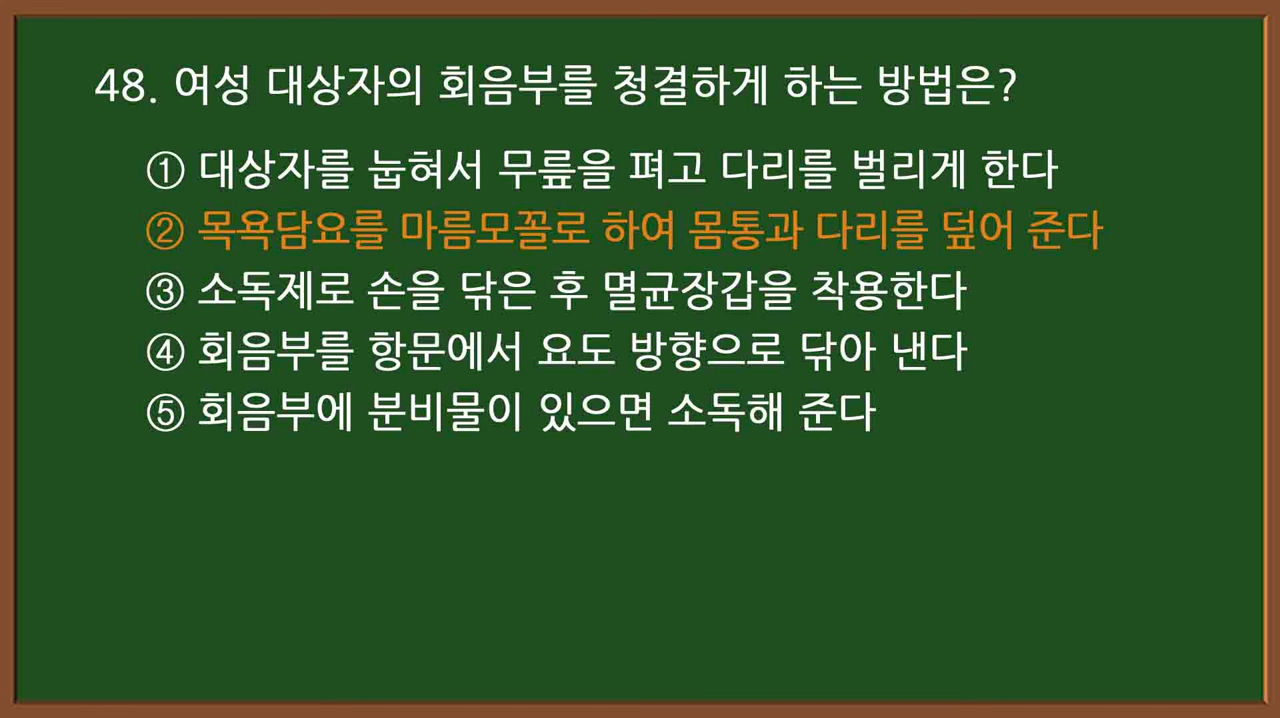 48. 여성 대상자의 회음부를 청결하게 하는 방법은?
① 대상자를 눕혀서 무릎을 펴고 다리를 벌리게 한다
② 목욕담요를 마름모꼴로 하여 몸통과 다리를 덮어 준다
③ 소독제로 손을 닦은 후 멸균장갑을 착용한다
④ 회음부를 항문에서 요도 방향으로 닦아 낸다
⑤ 회음부에 분비물이 있으면 소독해 준다